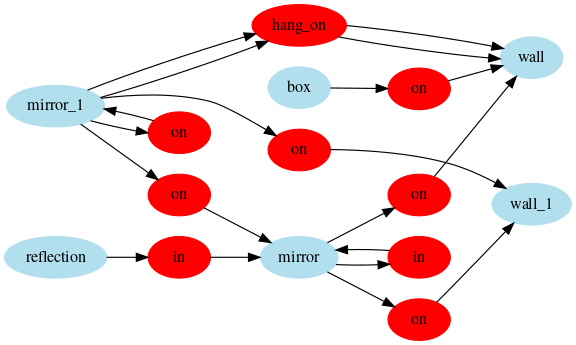 hang_on
wall
box
on
mirror_1
on
on
on
on
wall_1
reflection
in
mirror
in
on